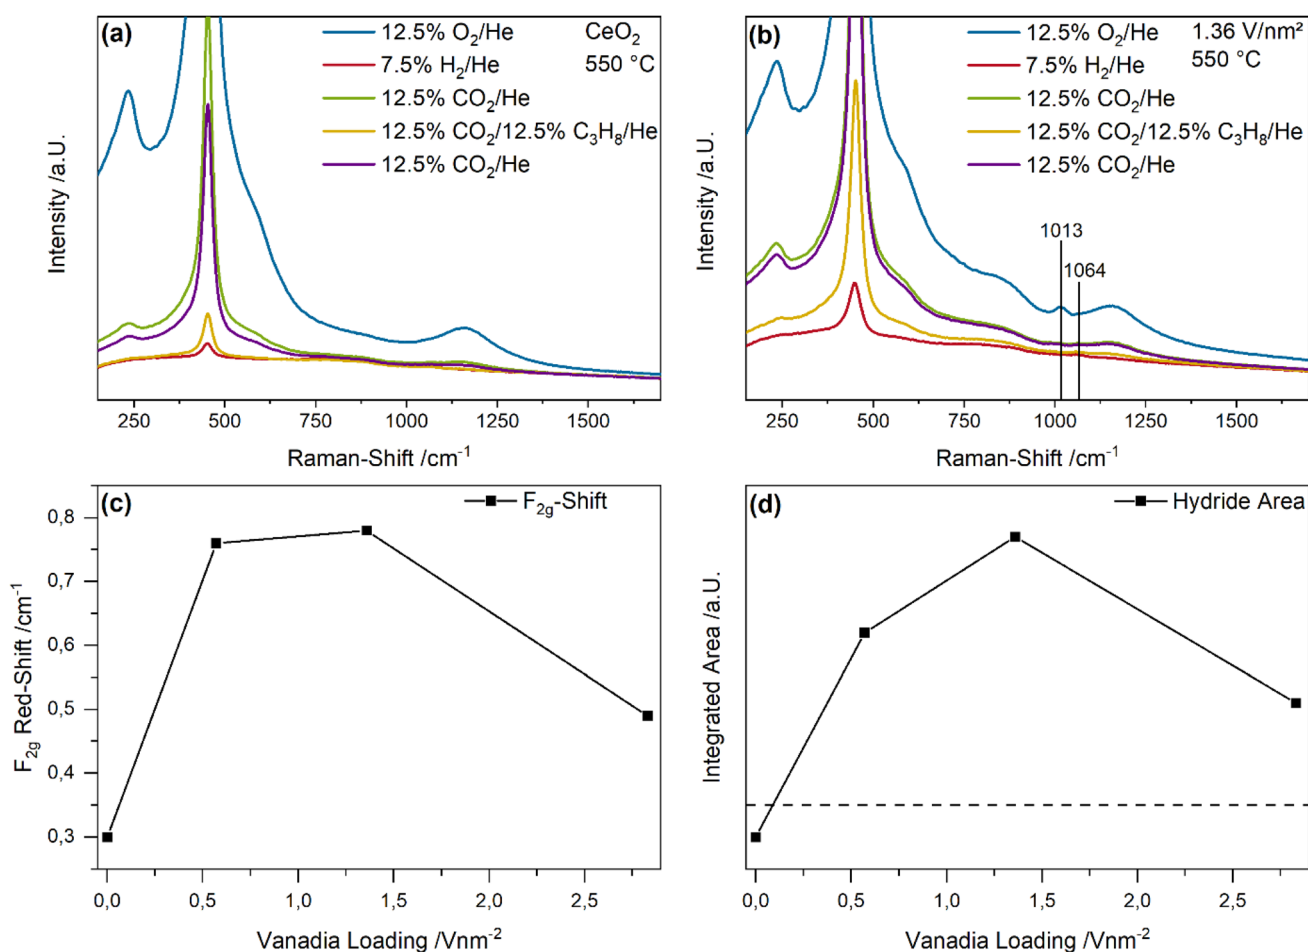 (a)
12.5% O₂/He
CeO₂
7.5% H₂/He
550 °C
12.5% CO₂/He
12.5% CO₂/12.5% C₃H₈/He
12.5% CO₂/He
Intensity /a.U.
250 500 750 1000 1250 1500
Raman-Shift /cm⁻¹
(b)
12.5% O₂/He
1.36 V/nm²
7.5% H₂/He
550 °C
12.5% CO₂/He
12.5% CO₂/12.5% C₃H₈/He
12.5% CO₂/He
1013
1064
Intensity /a.U.
250 500 750 1000 1250 1500
Raman-Shift /cm⁻¹
(c)
F₂g-Shift
0,8
0,7
0,6
0,5
0,4
0,3
F₂g Red-Shift /cm⁻¹
0,0 0,5 1,0 1,5 2,0 2,5
Vanadia Loading /Vnm⁻²
(d)
Hydride Area
Integrated Area /a.U.
0,0 0,5 1,0 1,5 2,0 2,5
Vanadia Loading /Vnm⁻²